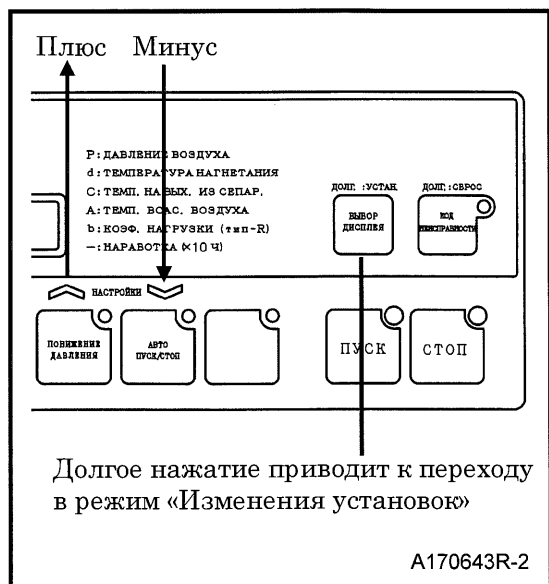 Плюс Минус
P: ДАВЛЕНИЕ ВОЗДУХА
d: ТЕМПЕРАТУРА НАГНЕТАНИЯ
C: ТЕМП. НА ВЫХ. ИЗ СЕПАР.
A: ТЕМП. ВСАС. ВОЗДУХА
b: КОЭФ. НАГРУЗКИ (тип-R)
–: НАРАБОТКА (×10 Ч)
ДОЛГ. :УСТАН. ДОЛГ. :СБРОС
ВЫБОР
ДИСПЛЕЯ
КОД
НЕИСПРАВНОСТИ
НАСТРОЙКИ
ПОНИЖЕНИЕ
ДАВЛЕНИЯ
АВТО
ПУСК/СТОП
ПУСК
СТОП
Долгое нажатие приводит к переходу
в режим «Изменения установок»
A170643R-2